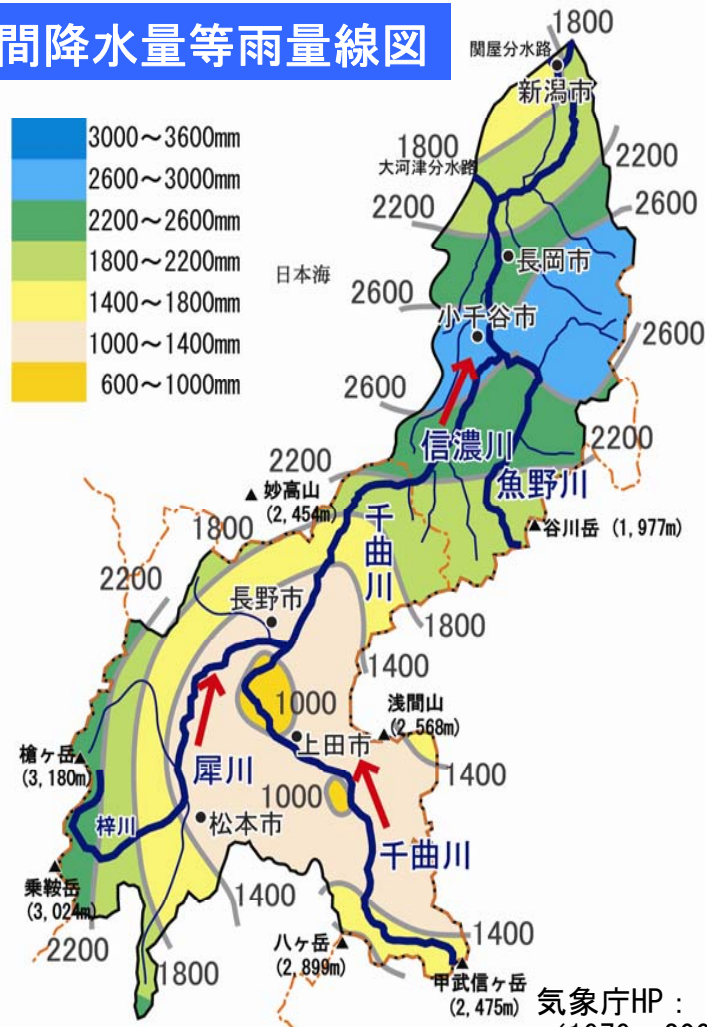 間降水量等雨量線図
3000～3600mm
2600～3000mm
2200～2600mm
1800～2200mm
1400～1800mm
1000～1400mm
600～1000mm
1800
関屋分水路
新潟市
1800
大河津分水路
2200
2200
2600
長岡市
日本海
2600
小千谷市
2600
2600
信濃川
2200
2200
魚野川
妙高山
(2,454m)
谷川岳 (1,977m)
千曲川
1800
2200
長野市
1800
1400
1000
浅間山
(2,568m)
上田市
槍ヶ岳
(3,180m)
犀川
1000
1400
梓川
松本市
千曲川
乗鞍岳
(3,024m)
1400
2200
八ヶ岳
(2,899m)
1400
1800
甲武信ヶ岳
(2,475m)
気象庁HP：